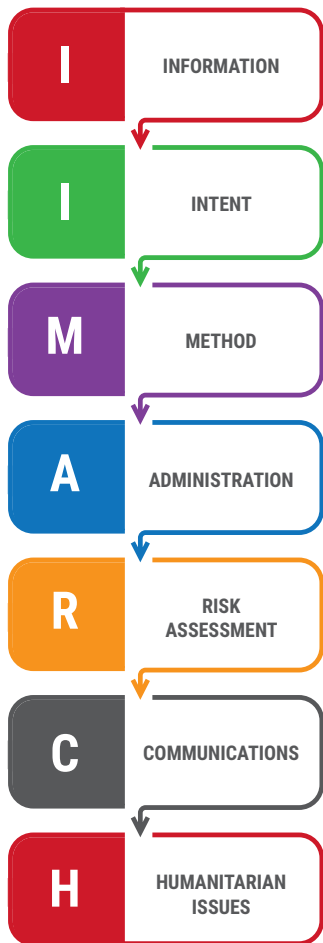 I
INFORMATION
I
INTENT
M
METHOD
A
ADMINISTRATION
R
RISK
ASSESSMENT
C
COMMUNICATIONS
H
HUMANITARIAN
ISSUES